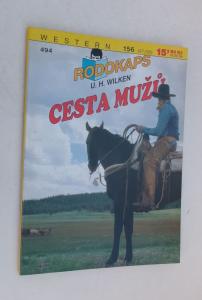 WESTERN
494
156
15
RODOKAPS
U. H. WILKEN
CESTA MUŽŮ